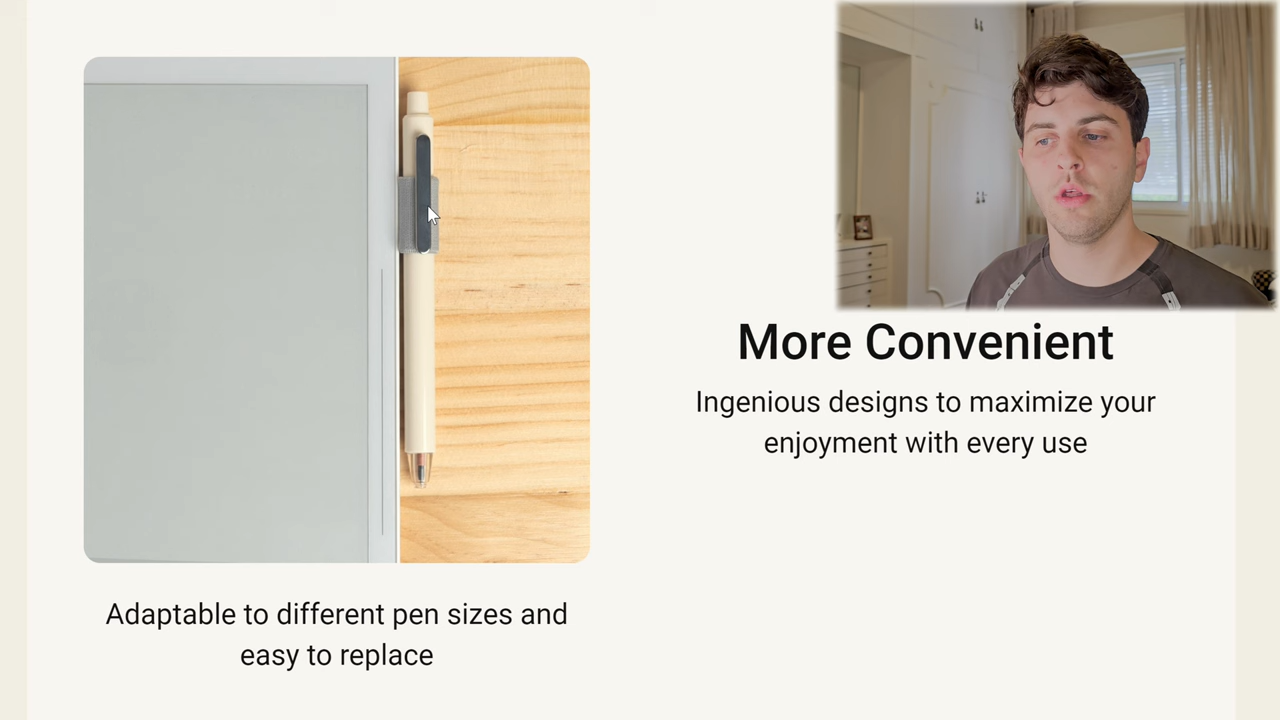 More Convenient
Ingenious designs to maximize your
enjoyment with every use
Adaptable to different pen sizes and
easy to replace